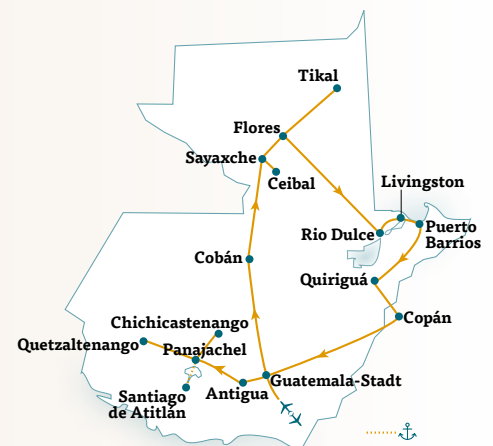 Tikal
Flores
Sayaxche
Ceibal
Livingston
Rio Dulce
Puerto
Barrios
Cobán
Quiriguá
Copán
Chichicastenango
Quetzaltenango
Panajachel
Guatemala-Stadt
Antigua
Santiago
de Atitlán